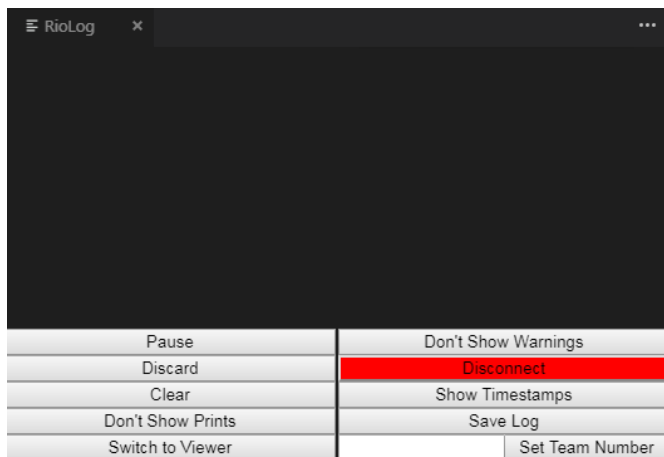 RioLog
Pause
Don't Show Warnings
Discard
Disconnect
Clear
Show Timestamps
Don't Show Prints
Save Log
Switch to Viewer
Set Team Number